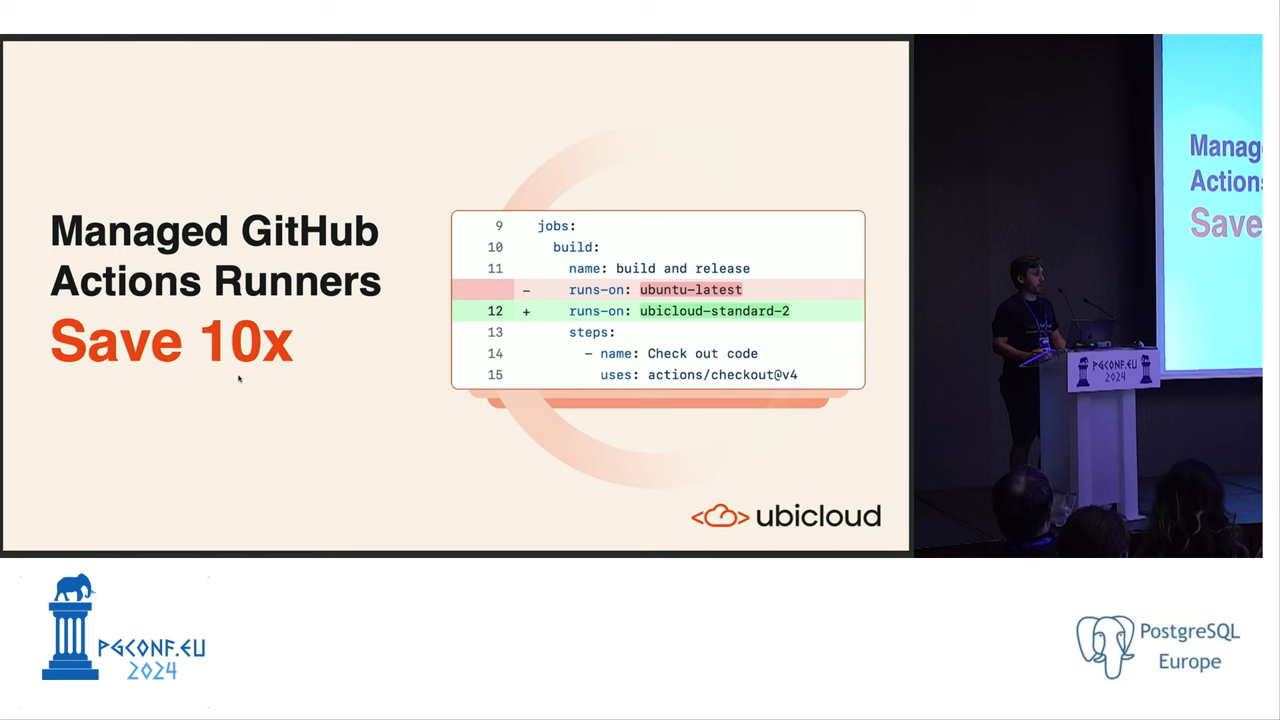 Managed GitHub
Actions Runners
Save 10x
9 jobs:
10 build:
11 name: build and release
- runs-on: ubuntu-latest
12 + runs-on: ubicloud-standard-2
13 steps:
14 - name: Check out code
15 uses: actions/checkout@v4
ubicloud
Manag
Action
Save
PGCONF.EU
2024
PGCONF.EU
2024
PostgreSQL
Europe